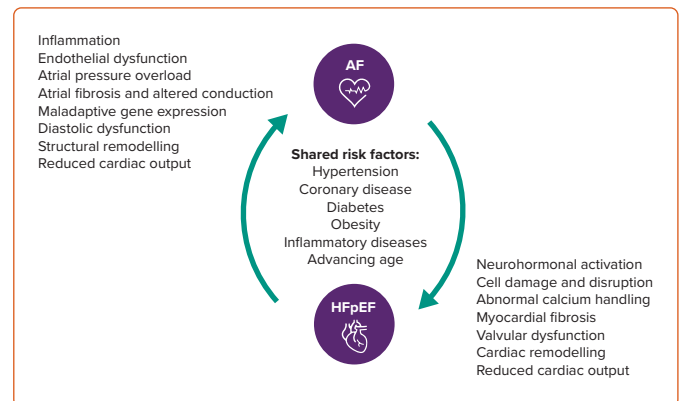 Inflammation
Endothelial dysfunction
Atrial pressure overload
Atrial fibrosis and altered conduction
Maladaptive gene expression
Diastolic dysfunction
Structural remodelling
Reduced cardiac output
AF
Shared risk factors:
Hypertension
Coronary disease
Diabetes
Obesity
Inflammatory diseases
Advancing age
HFpEF
Neurohormonal activation
Cell damage and disruption
Abnormal calcium handling
Myocardial fibrosis
Valvular dysfunction
Cardiac remodelling
Reduced cardiac output